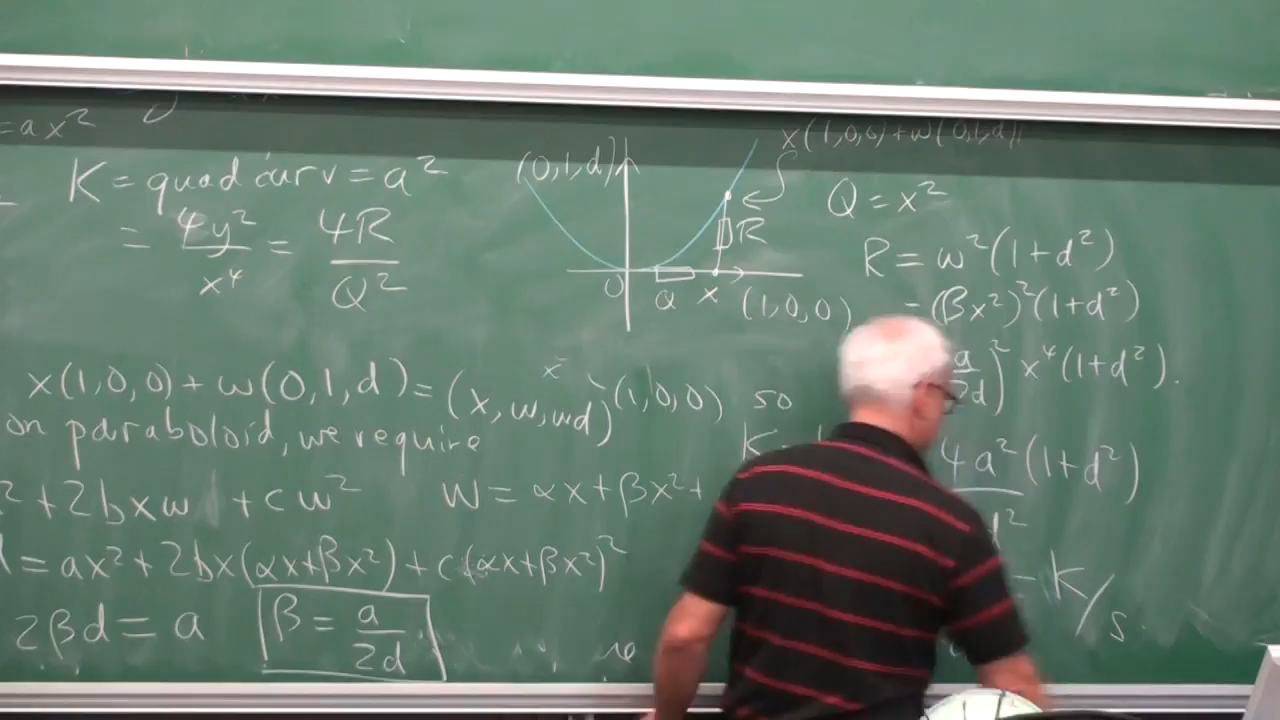 =ax²
K = quad curv = a²
= 4y²/x⁴ = 4R/Q²
x(1,0,0)+w(0,1,d)
(0,1,d)
R
O
Q
x
(1,0,0)
Q = x²
R = w²(1+d²)
= (βx²)²(1+d²)
a/2d)² x⁴(1+d²).
x(1,0,0) + w(0,1,d) = (x,w,wd)
(1,0,0) so
on paraboloid, we require
K
4a²(1+d²)
² + 2bxw + cw² W = αx+βx²+
d²
= ax² + 2bx(αx+βx²) + c(αx+βx²)²
= K/s
2βd = a β = a/2d